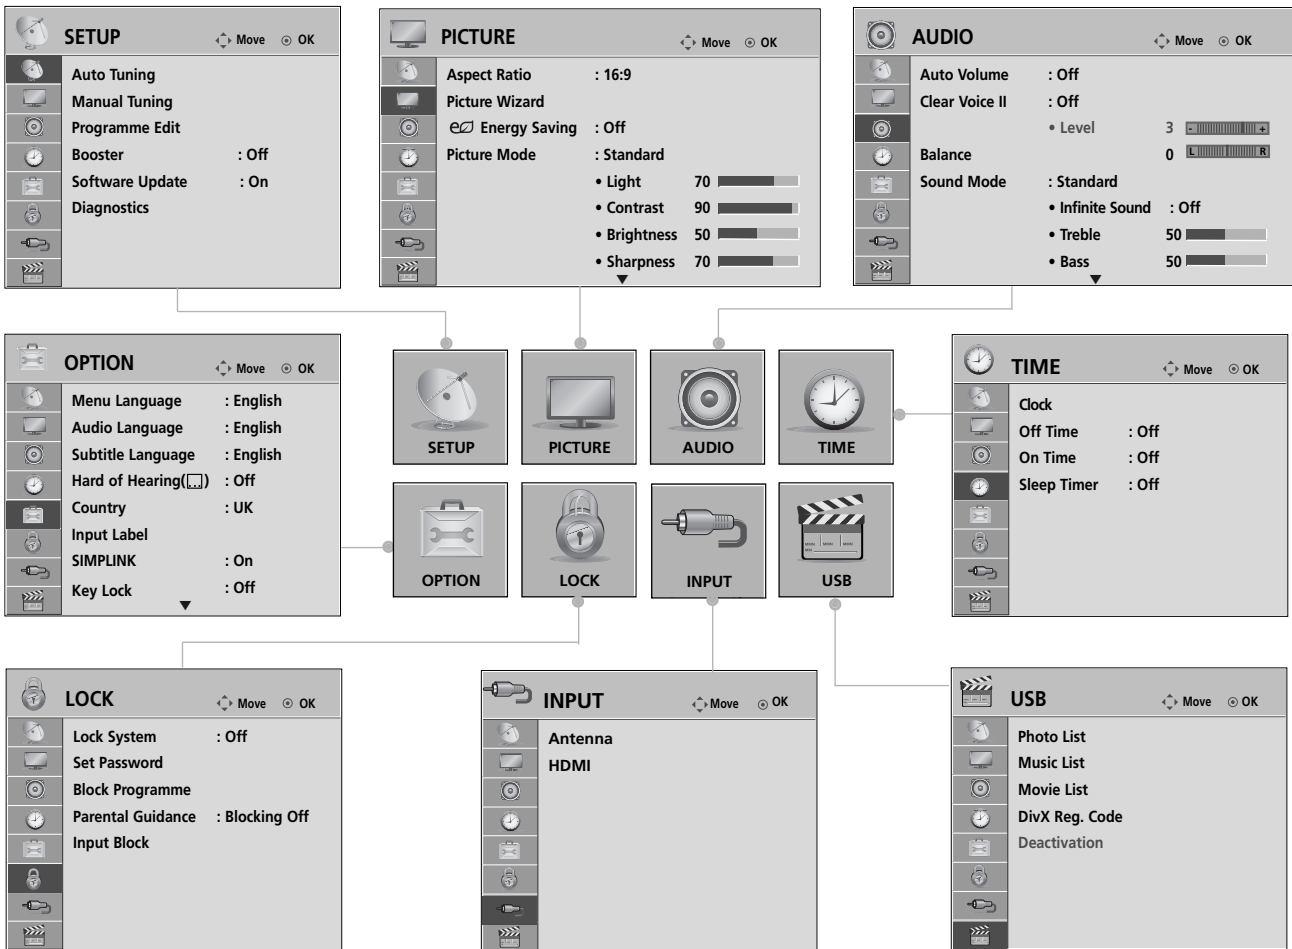 SETUP Move OK
Auto Tuning
Manual Tuning
Programme Edit
Booster : Off
Software Update : On
Diagnostics
PICTURE Move OK
Aspect Ratio : 16:9
Picture Wizard
Energy Saving : Off
Picture Mode : Standard
• Light 70
• Contrast 90
• Brightness 50
• Sharpness 70
AUDIO Move OK
Auto Volume : Off
Clear Voice II : Off
• Level 3 - +
Balance 0 L R
Sound Mode : Standard
• Infinite Sound : Off
• Treble 50
• Bass 50
OPTION Move OK
Menu Language : English
Audio Language : English
Subtitle Language : English
Hard of Hearing( ) : Off
Country : UK
Input Label
SIMPLINK : On
Key Lock : Off
SETUP
PICTURE
AUDIO
TIME
OPTION
LOCK
INPUT
USB
TIME Move OK
Clock
Off Time : Off
On Time : Off
Sleep Timer : Off
LOCK Move OK
Lock System : Off
Set Password
Block Programme
Parental Guidance : Blocking Off
Input Block
INPUT Move OK
Antenna
HDMI
USB Move OK
Photo List
Music List
Movie List
DivX Reg. Code
Deactivation